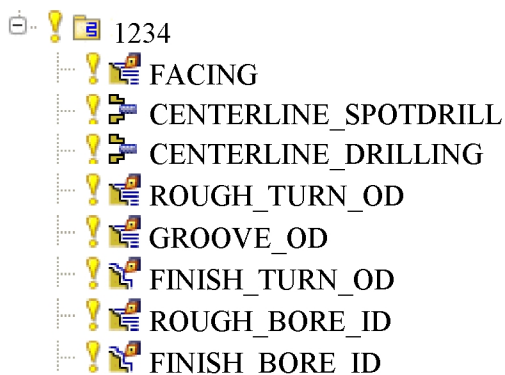 1234
FACING
CENTERLINE_SPOTDRILL
CENTERLINE_DRILLING
ROUGH_TURN_OD
GROOVE_OD
FINISH_TURN_OD
ROUGH_BORE_ID
FINISH_BORE_ID